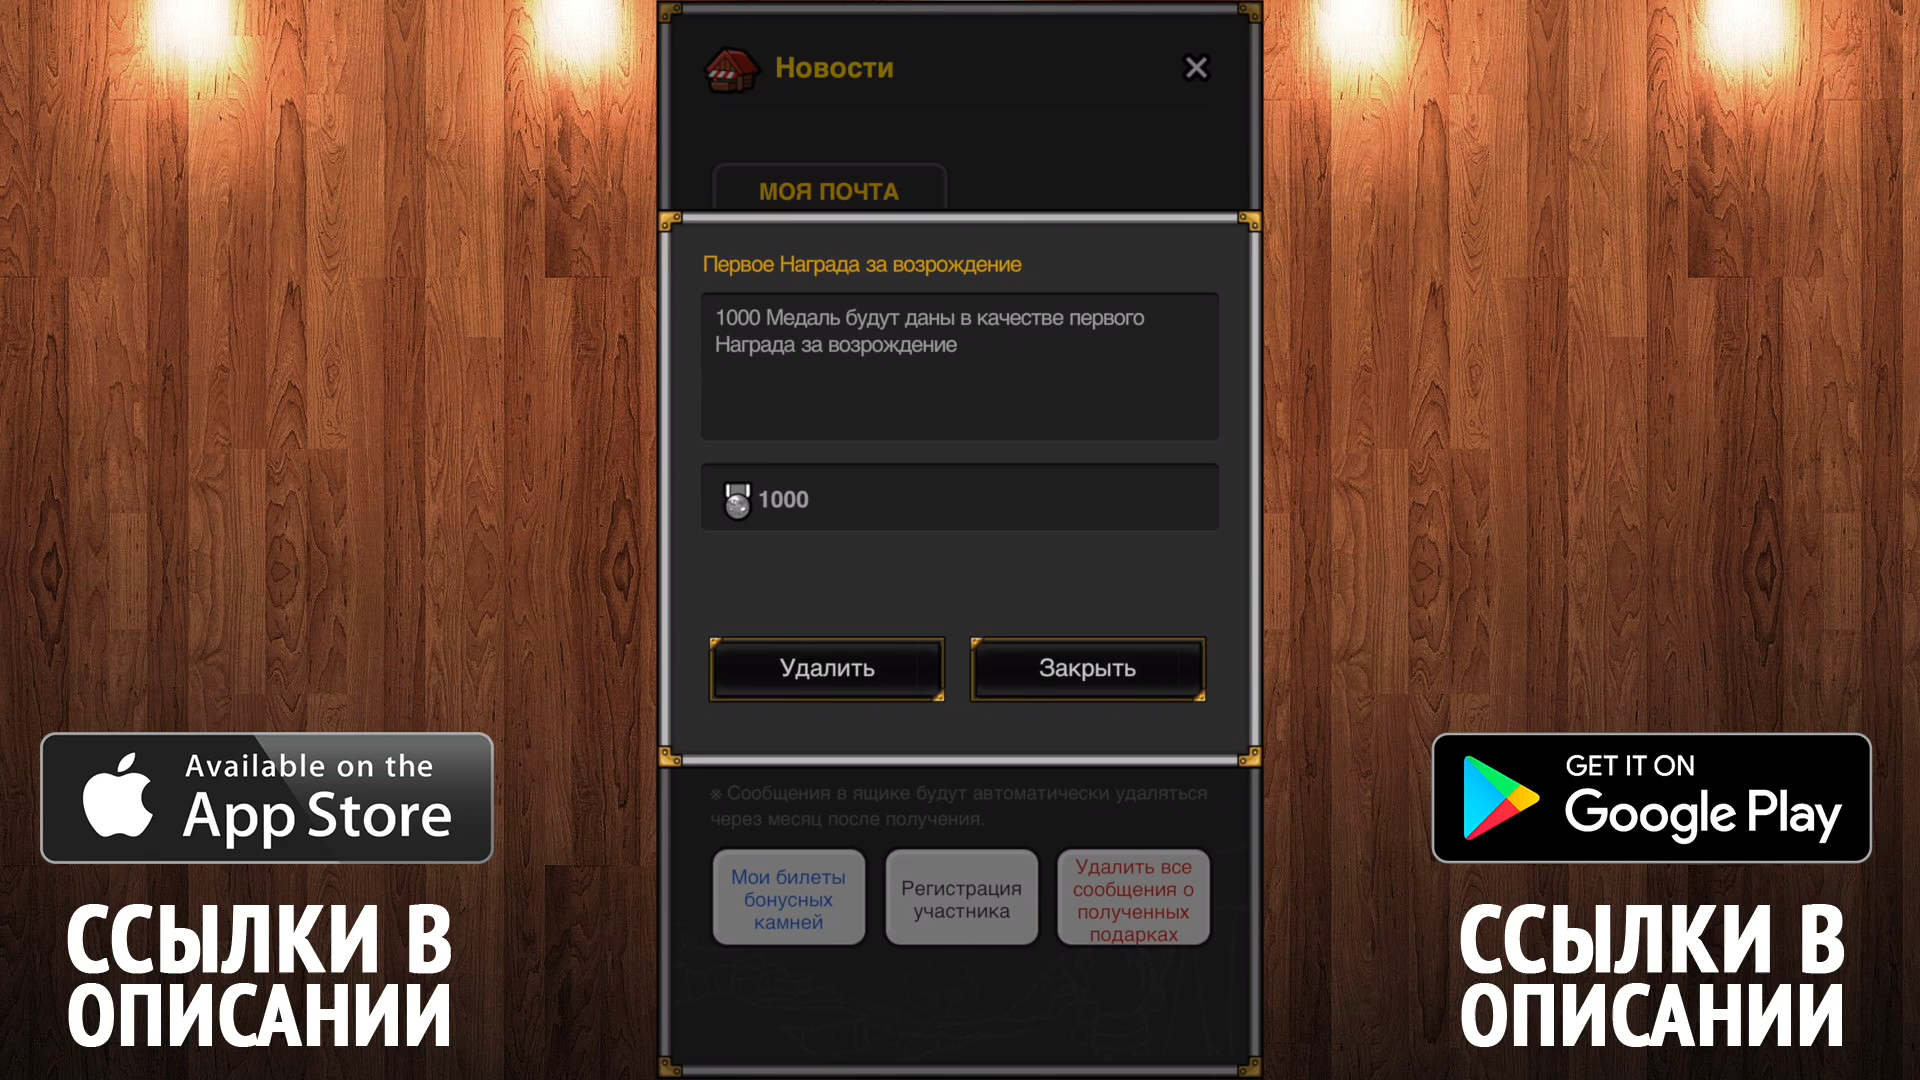 Новости
МОЯ ПОЧТА
Первое Награда за возрождение
1000 Медаль будут даны в качестве первого
Награда за возрождение
1000
Удалить
Закрыть
Available on the
App Store
ССЫЛКИ В
ОПИСАНИИ
※ Сообщения в ящике будут автоматически удаляться
через месяц после получения.
Мои билеты
бонусных
камней
Регистрация
участника
Удалить все
сообщения о
полученных
подарках
GET IT ON
Google Play
ССЫЛКИ В
ОПИСАНИИ